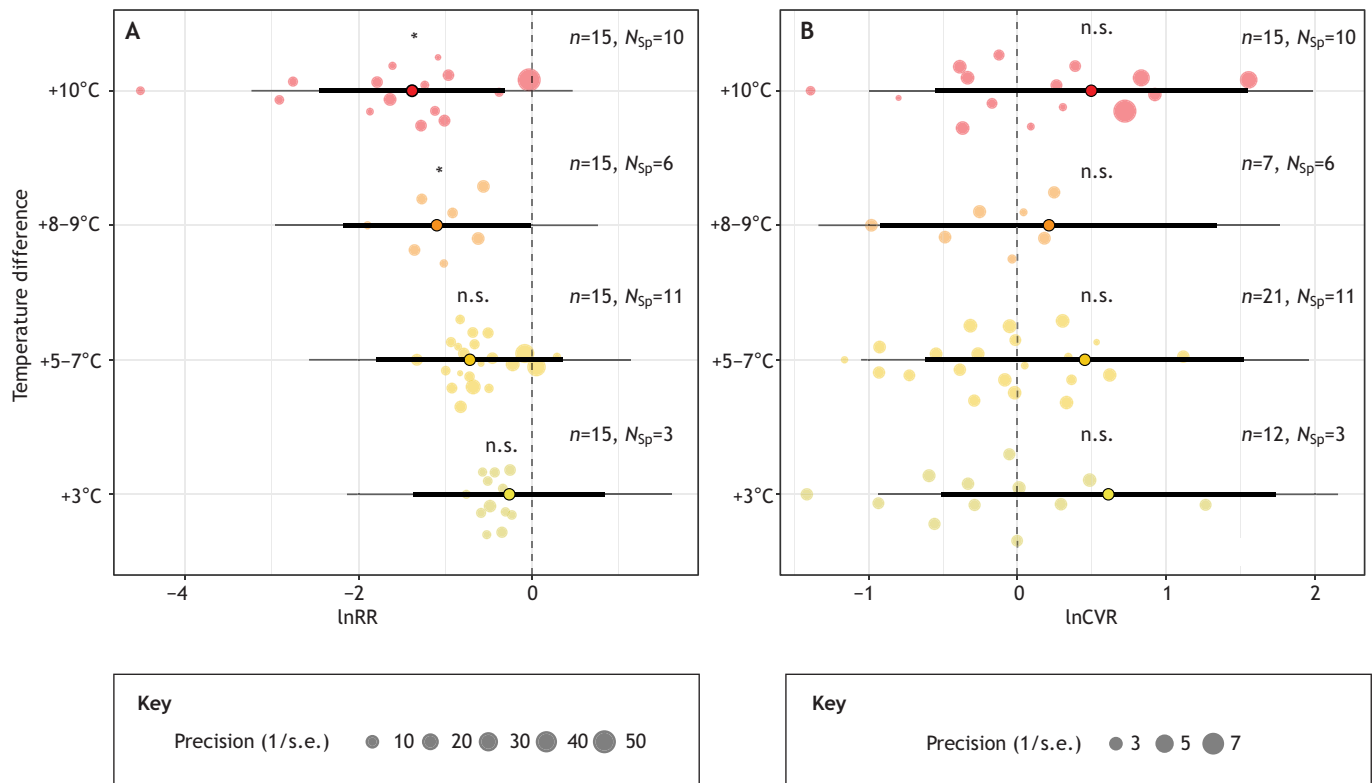 A
*
n=15, NSp=10
+10°C
*
n=15, NSp=6
+8–9°C
n.s.
n=15, NSp=11
+5–7°C
n.s.
n=15, NSp=3
+3°C
Temperature difference
−4 −2 0
lnRR
B
n.s.
n=15, NSp=10
+10°C
n.s.
n=7, NSp=6
+8–9°C
n.s.
n=21, NSp=11
+5–7°C
n.s.
n=12, NSp=3
+3°C
−1 0 1 2
lnCVR
Key
Precision (1/s.e.) 10 20 30 40 50
Key
Precision (1/s.e.) 3 5 7